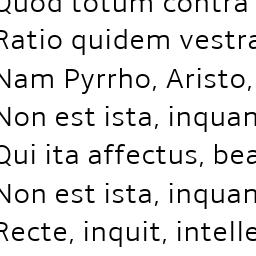 Quod totum contra
Ratio quidem vestra
Nam Pyrrho, Aristo,
Non est ista, inquam
Qui ita affectus, bea
Non est ista, inquam
Recte, inquit, intelle